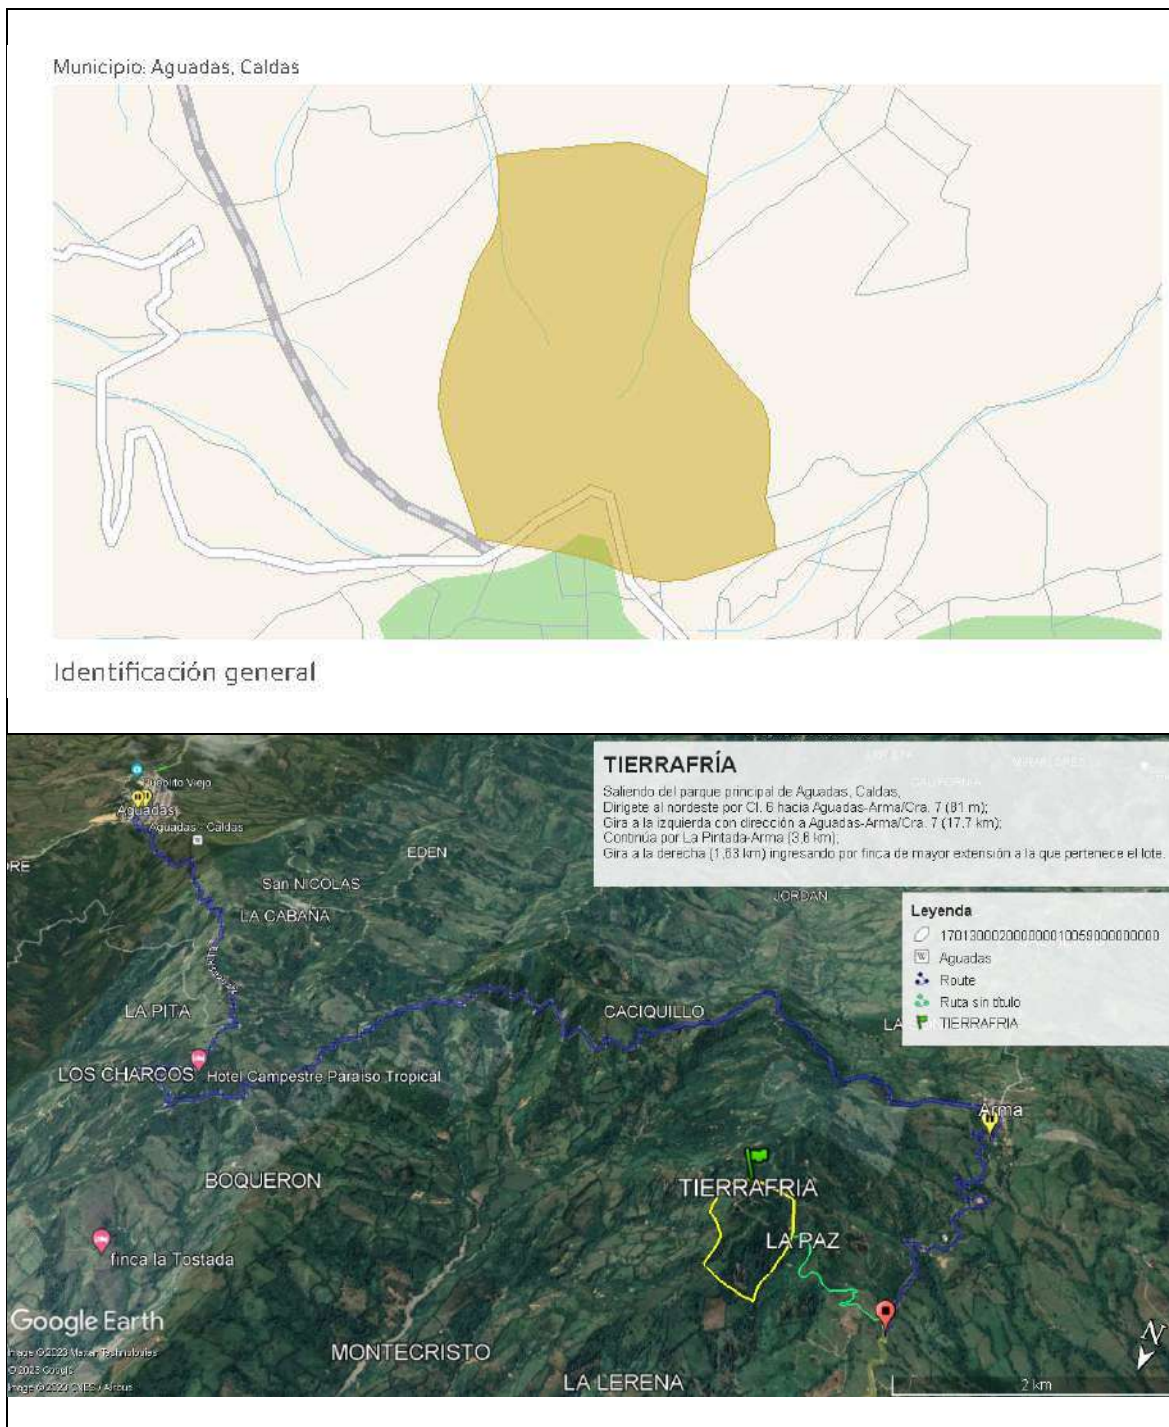 Municipio: Aguadas, Caldas
Identificación general
TIERRAFRÍA
Saliendo del parque principal de Aguadas, Caldas,
Dirigete al nordeste por Cl. 6 hacia Aguadas-Arma/Cra. 7 (81 m);
Gira a la izquierda con dirección a Aguadas-Arma/Cra. 7 (17.7 km);
Continúa por La Pintada-Arma (3,6 km);
Gira a la derecha (1,63 km) ingresando por finca de mayor extensión a la que pertenece el lote.
Pueblito Viejo
Aguadas
Aguadas - Caldas
EDEN
San NICOLAS
LA CABAÑA
JORDAN
Leyenda
Aguadas
Route
Ruta sin título
TIERRAFRIA
LA PITA
CACIQUILLO
LOS CHARCOS
Hotel Campestre Paraiso Tropical
Arma
BOQUERON
TIERRAFRIA
LA PAZ
finca la Tostada
Google Earth
MONTECRISTO
LA LERENA
N
2 km